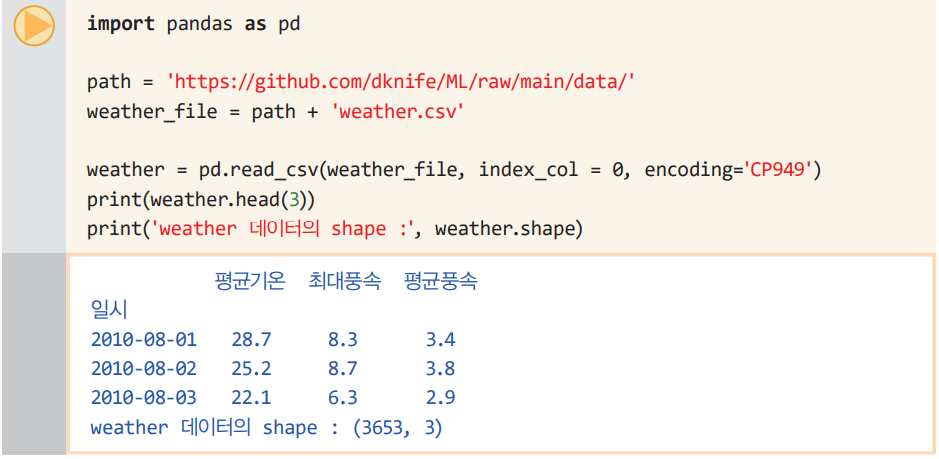 import pandas as pd
path = 'https://github.com/dknife/ML/raw/main/data/'
weather_file = path + 'weather.csv'
weather = pd.read_csv(weather_file, index_col = 0, encoding='CP949')
print(weather.head(3))
print('weather 데이터의 shape :', weather.shape)
평균기온 최대풍속 평균풍속
일시
2010-08-01 28.7 8.3 3.4
2010-08-02 25.2 8.7 3.8
2010-08-03 22.1 6.3 2.9
weather 데이터의 shape : (3653, 3)